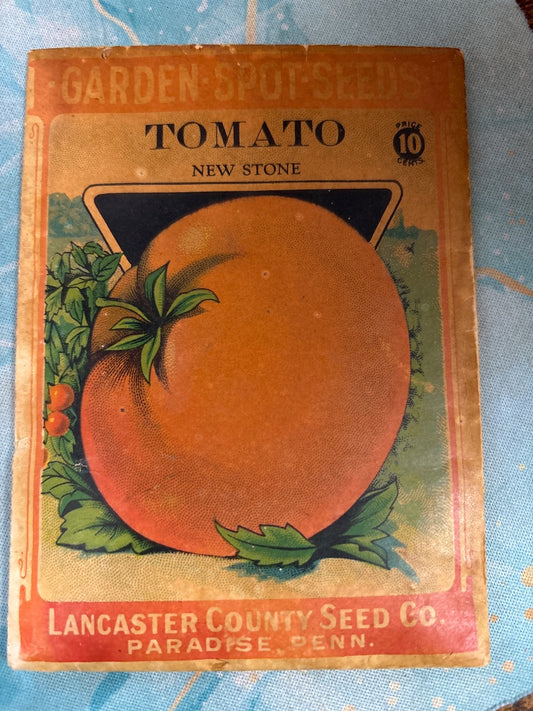 GARDEN-SPOT-SEEDS
TOMATO
NEW STONE
PRICE
10
CENTS.
LANCASTER COUNTY SEED CO.
PARADISE, PENN.